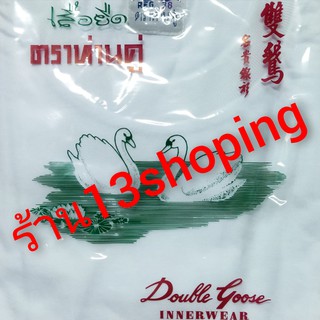 เสื้อยืด
ตราห่านคู่
雙鵞
ร้าน13shoping
Double Goose
INNERWEAR